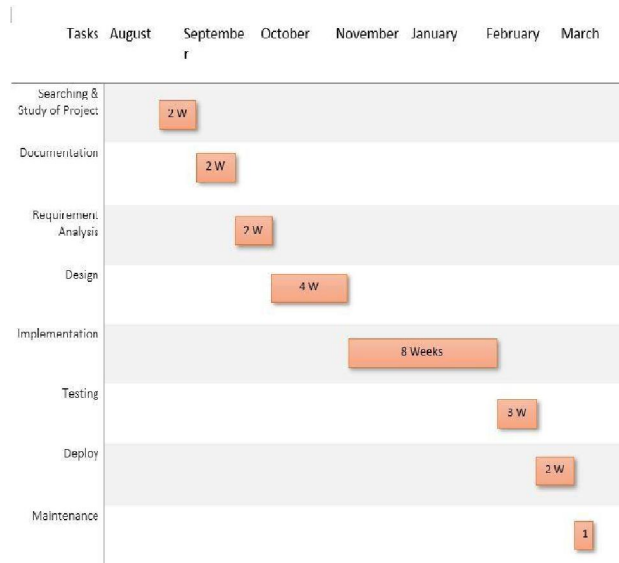 Tasks August September October November January February March
Searching &
Study of Project
2 W
Documentation
2 W
Requirement
Analysis
2 W
Design
4 W
Implementation
8 Weeks
Testing
3 W
Deploy
2 W
Maintenance
1